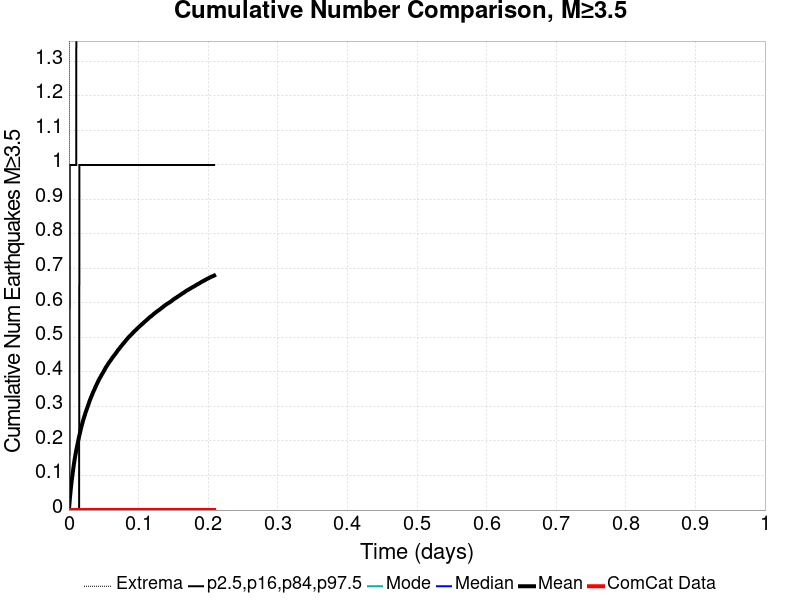 Cumulative Number Comparison, M≥3.5
Cumulative Num Earthquakes M≥3.5
1.3
1.2
1.1
1
0.9
0.8
0.7
0.6
0.5
0.4
0.3
0.2
0.1
0
0 0.1 0.2 0.3 0.4 0.5 0.6 0.7 0.8 0.9 1
Time (days)
Extrema p2.5,p16,p84,p97.5 Mode Median Mean ComCat Data